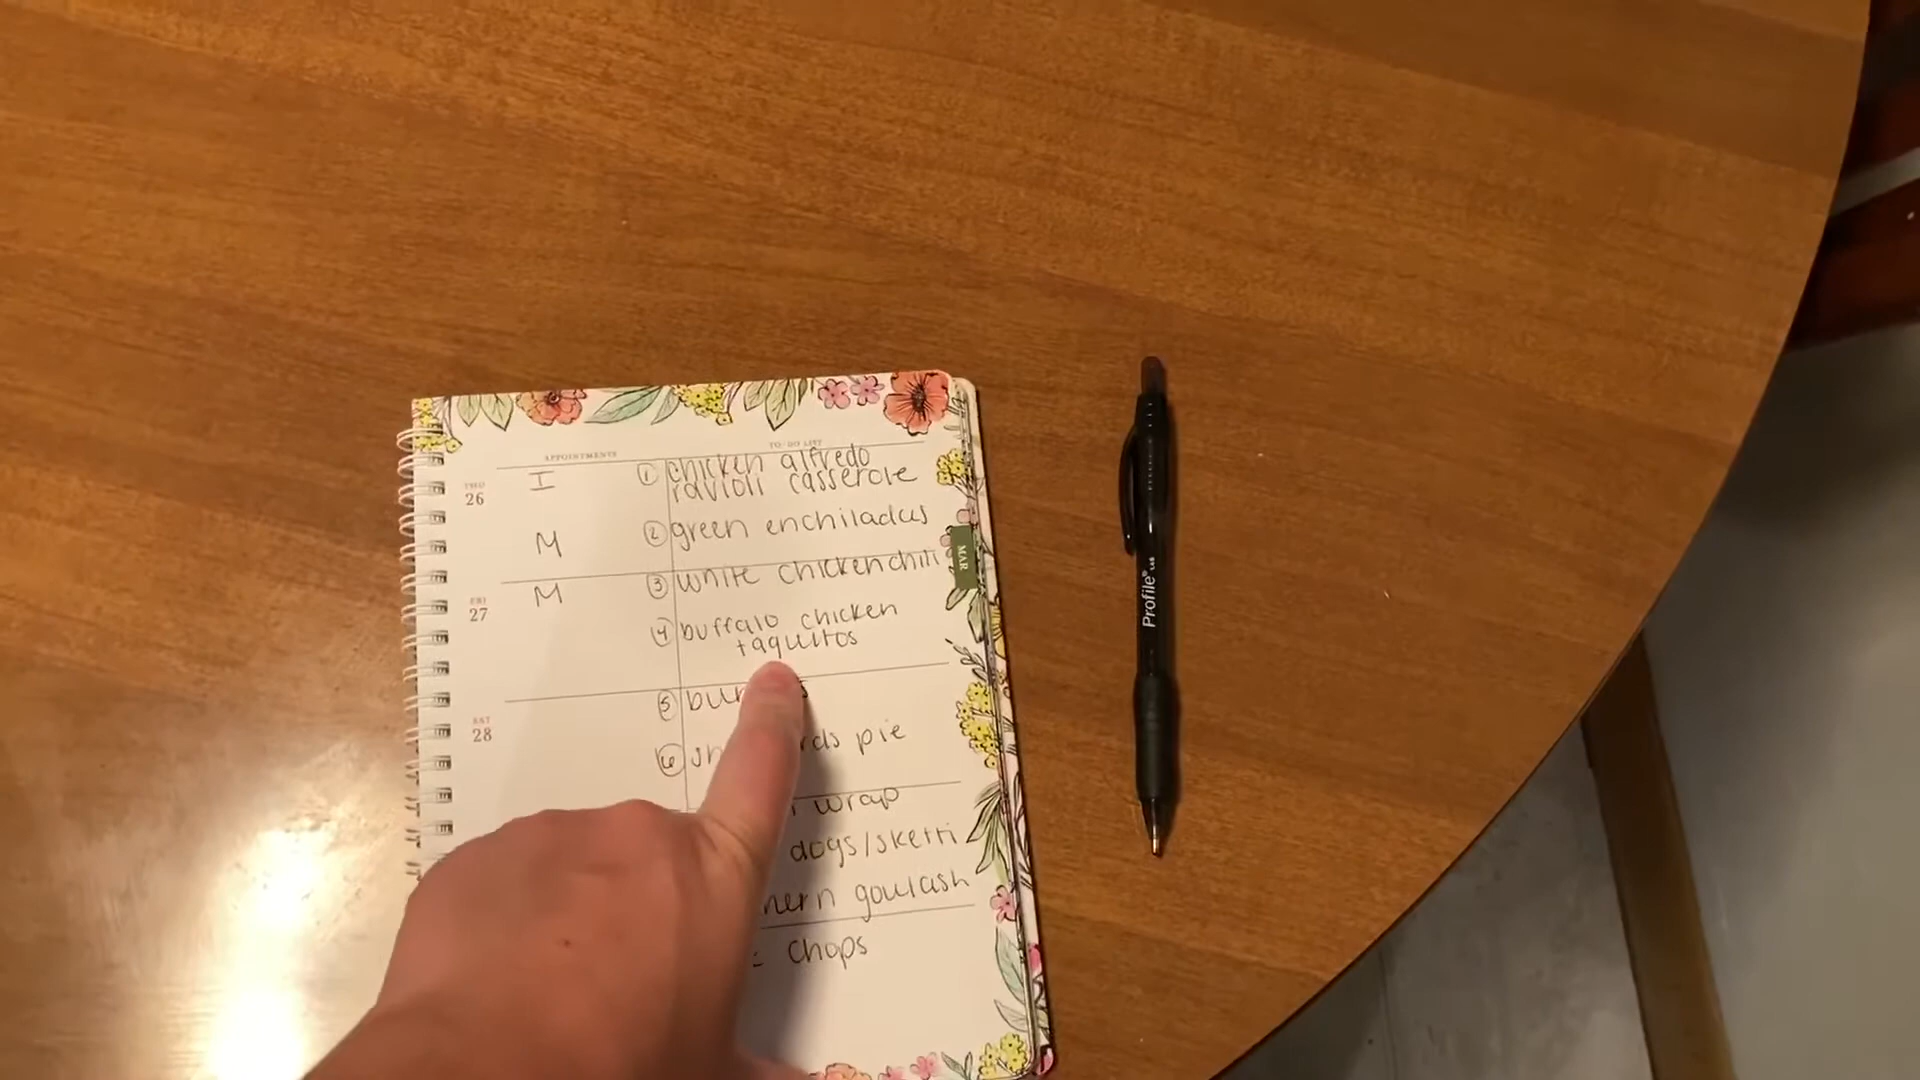 APPOINTMENTS
TO-DO LIST
THU
26
I
① chicken alfredo
ravioli casserole
M
② green enchiladas
FRI
27
M
③ white chicken chili
④ buffalo chicken
taquitos
SAT
28
⑤
⑥ pie
wrap
dogs/sketti
goulash
chops
MAR
Profile